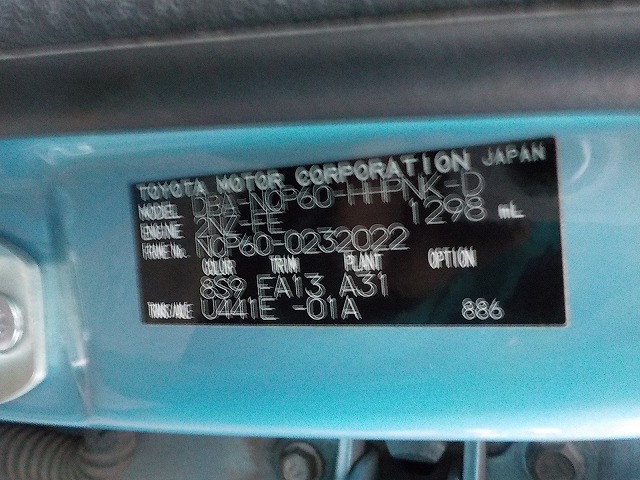 TOYOTA MOTOR CORPORATION JAPAN
MODEL DBA-NCP60-HHPNK-D
ENGINE 2NZ-FE 1298 mL
FRAME No. NCP60-0232022
COLOR TRIM PLANT OPTION
8S9 FA13 A31
TRANS/AXLE U441E -01A 886